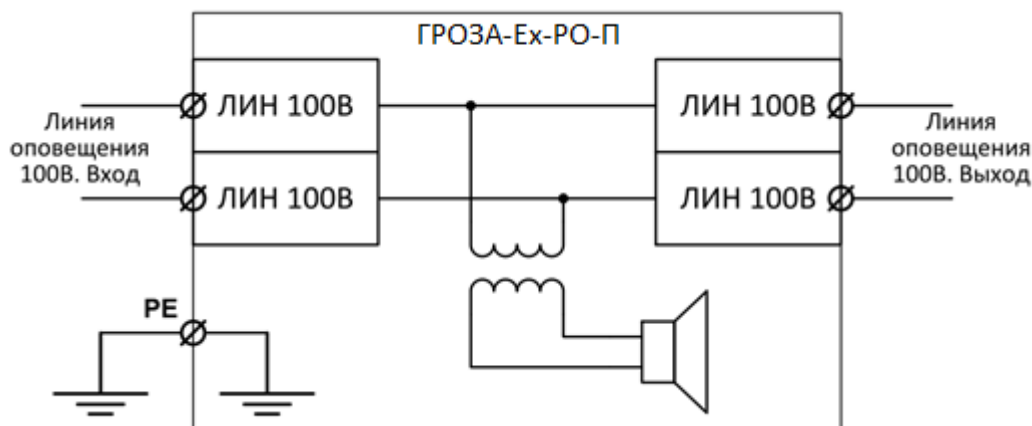 ГРОЗА-Ех-РО-П
ЛИН 100В
ЛИН 100В
Линия
оповещения
100В. Вход
ЛИН 100В
ЛИН 100В
Линия
оповещения
100В. Выход
PE